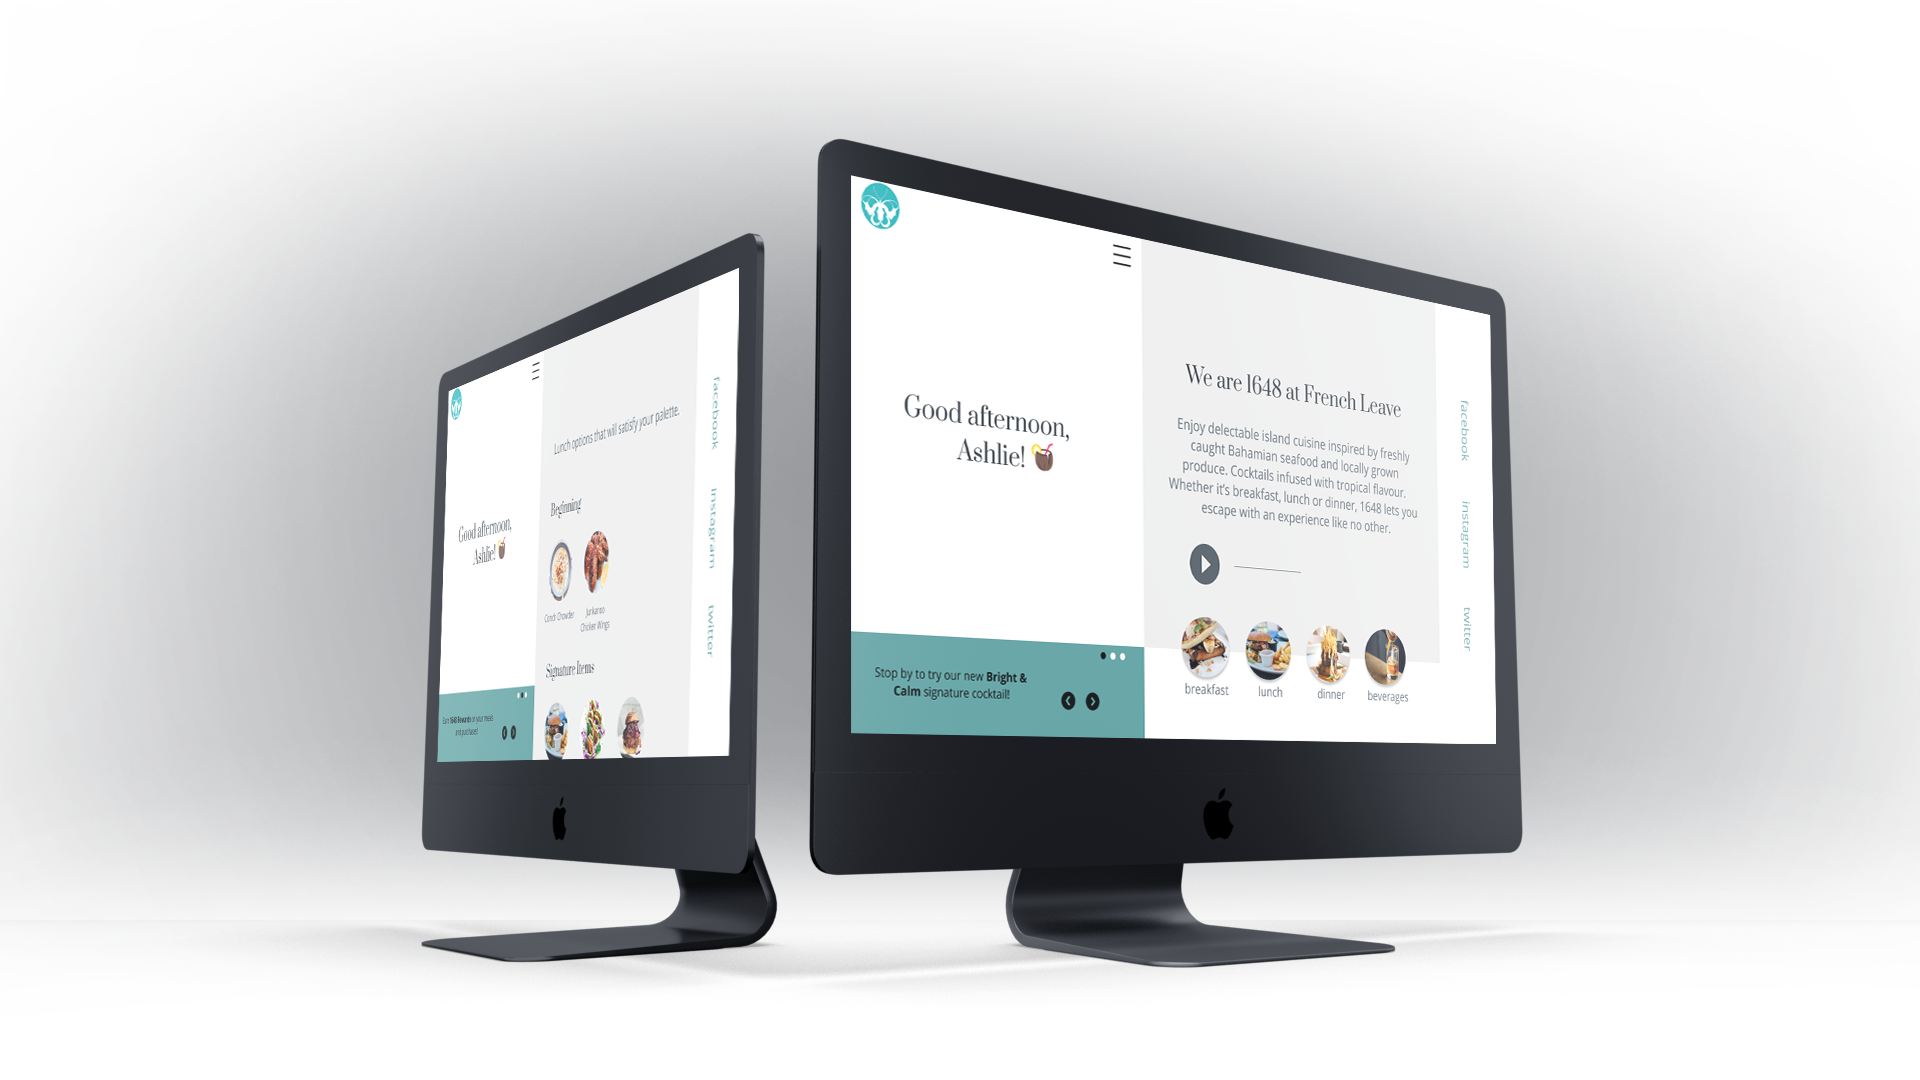 Lunch options that will satisfy your palette.
Beginning
Good afternoon,
Ashlie!
Conch Chowder
Junkanoo
Chicken Wings
Signature Items
Earn 1648 Rewards on your meals
and purchases!
facebook
instagram
twitter
Good afternoon,
Ashlie!
Stop by to try our new Bright &
Calm signature cocktail!
We are 1648 at French Leave
Enjoy delectable island cuisine inspired by freshly
caught Bahamian seafood and locally grown
produce. Cocktails infused with tropical flavour.
Whether it's breakfast, lunch or dinner, 1648 lets you
escape with an experience like no other.
breakfast
lunch
dinner
beverages
facebook
instagram
twitter